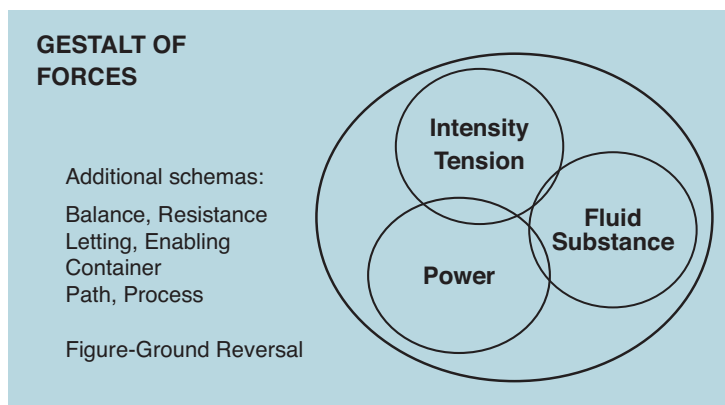 GESTALT OF
FORCES
Additional schemas:
Balance, Resistance
Letting, Enabling
Container
Path, Process
Figure-Ground Reversal
Intensity
Tension
Fluid
Substance
Power